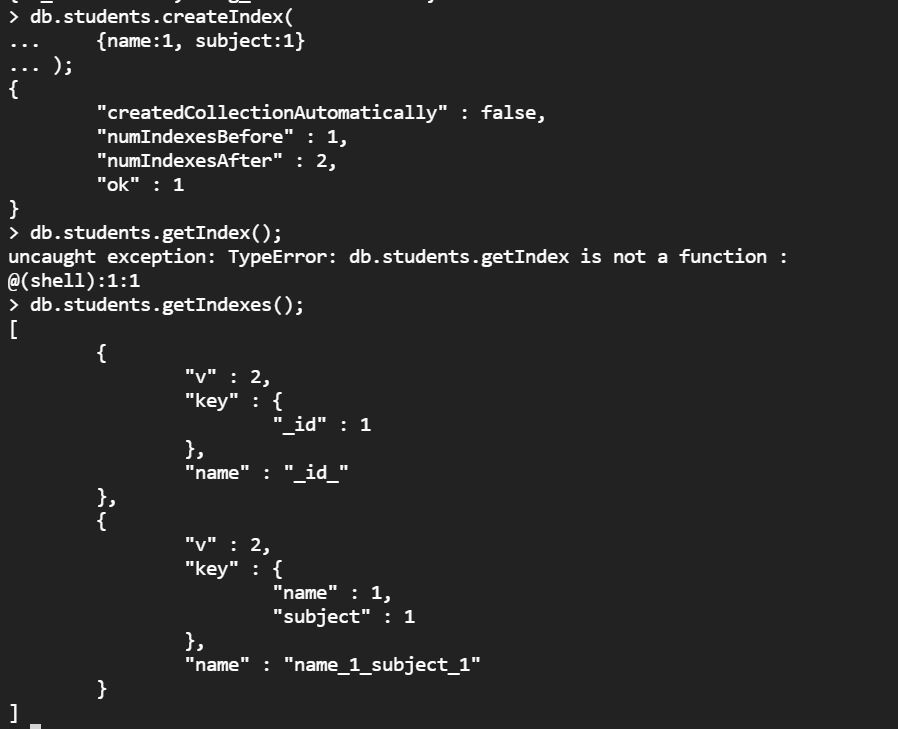 > db.students.createIndex(
...     {name:1, subject:1}
... );
{
        "createdCollectionAutomatically" : false,
        "numIndexesBefore" : 1,
        "numIndexesAfter" : 2,
        "ok" : 1
}
> db.students.getIndex();
uncaught exception: TypeError: db.students.getIndex is not a function :
@(shell):1:1
> db.students.getIndexes();
[
        {
                "v" : 2,
                "key" : {
                        "_id" : 1
                },
                "name" : "_id_"
        },
        {
                "v" : 2,
                "key" : {
                        "name" : 1,
                        "subject" : 1
                },
                "name" : "name_1_subject_1"
        }
]